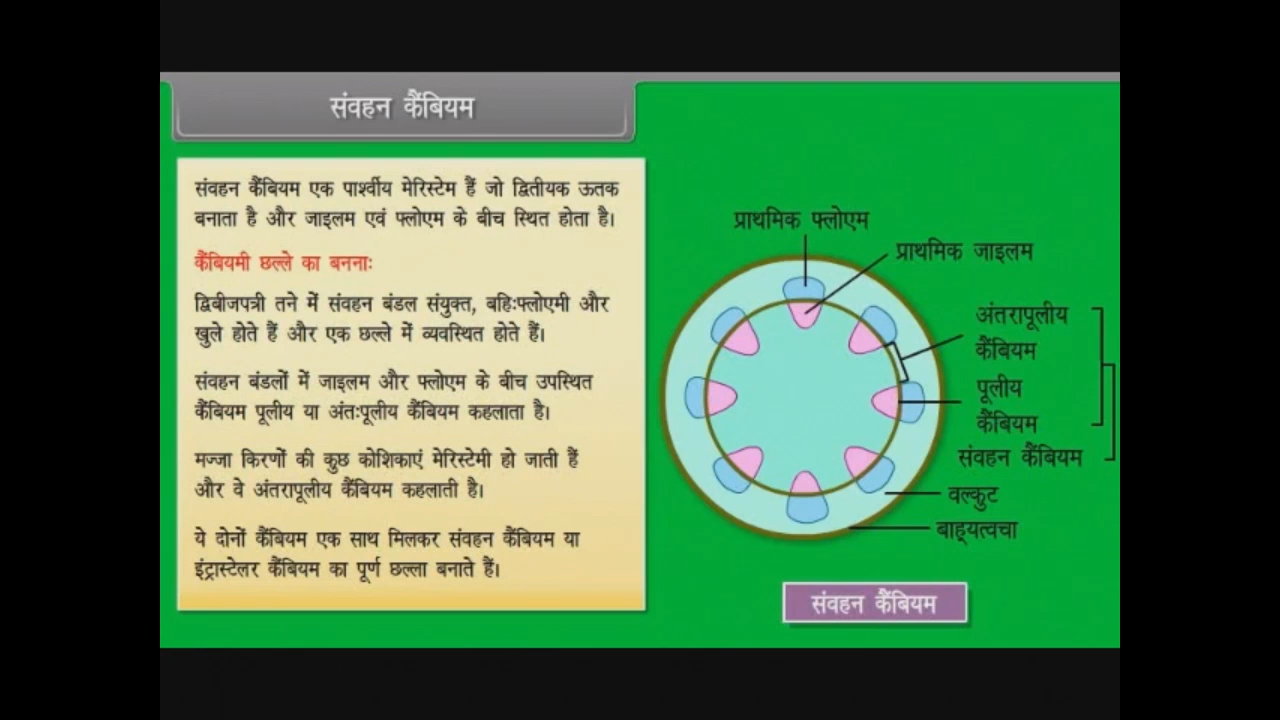 संवहन कैंबियम
संवहन कैंबियम एक पार्श्वीय मेरिस्टेम हैं जो द्वितीयक ऊतक
बनाता है और जाइलम एवं फ्लोएम के बीच स्थित होता है।
कैंबियमी छल्ले का बननाः
द्विबीजपत्री तने में संवहन बंडल संयुक्त, बहिःफ्लोएमी और
खुले होते हैं और एक छल्ले में व्यवस्थित होते हैं।
संवहन बंडलों में जाइलम और फ्लोएम के बीच उपस्थित
कैंबियम पूलीय या अंतःपूलीय कैंबियम कहलाता है।
मज्जा किरणों की कुछ कोशिकाएं मेरिस्टेमी हो जाती हैं
और वे अंतरापूलीय कैंबियम कहलाती है।
ये दोनों कैंबियम एक साथ मिलकर संवहन कैंबियम या
इंट्रास्टेलर कैंबियम का पूर्ण छल्ला बनाते हैं।
प्राथमिक फ्लोएम
प्राथमिक जाइलम
अंतरापूलीय
कैंबियम
पूलीय
कैंबियम
संवहन कैंबियम
वल्कुट
बाह्यत्वचा
संवहन कैंबियम